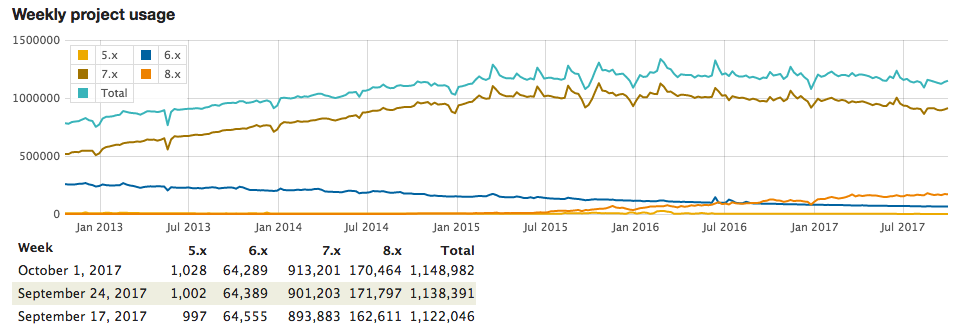 Weekly project usage
1500000
5.x 6.x
7.x 8.x
Total
1000000
500000
0
Jan 2013 Jul 2013 Jan 2014 Jul 2014 Jan 2015 Jul 2015 Jan 2016 Jul 2016 Jan 2017 Jul 2017
Week 5.x 6.x 7.x 8.x Total
October 1, 2017 1,028 64,289 913,201 170,464 1,148,982
September 24, 2017 1,002 64,389 901,203 171,797 1,138,391
September 17, 2017 997 64,555 893,883 162,611 1,122,046